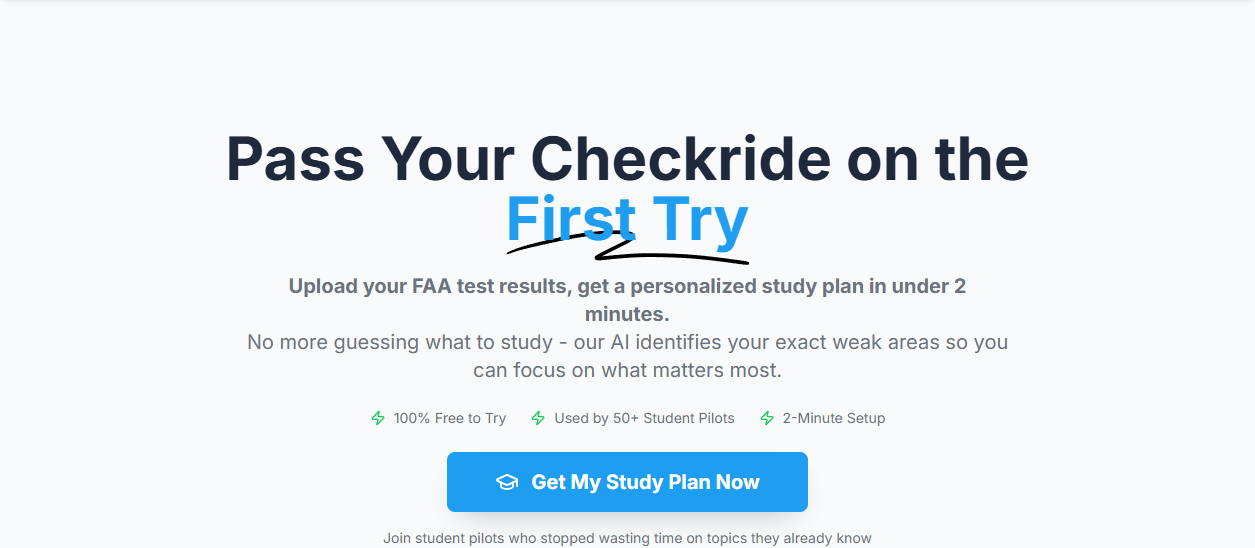 Pass Your Checkride on the
First Try
Upload your FAA test results, get a personalized study plan in under 2
minutes.
No more guessing what to study - our AI identifies your exact weak areas so you
can focus on what matters most.
100% Free to Try Used by 50+ Student Pilots 2-Minute Setup
Get My Study Plan Now
Join student pilots who stopped wasting time on topics they already know